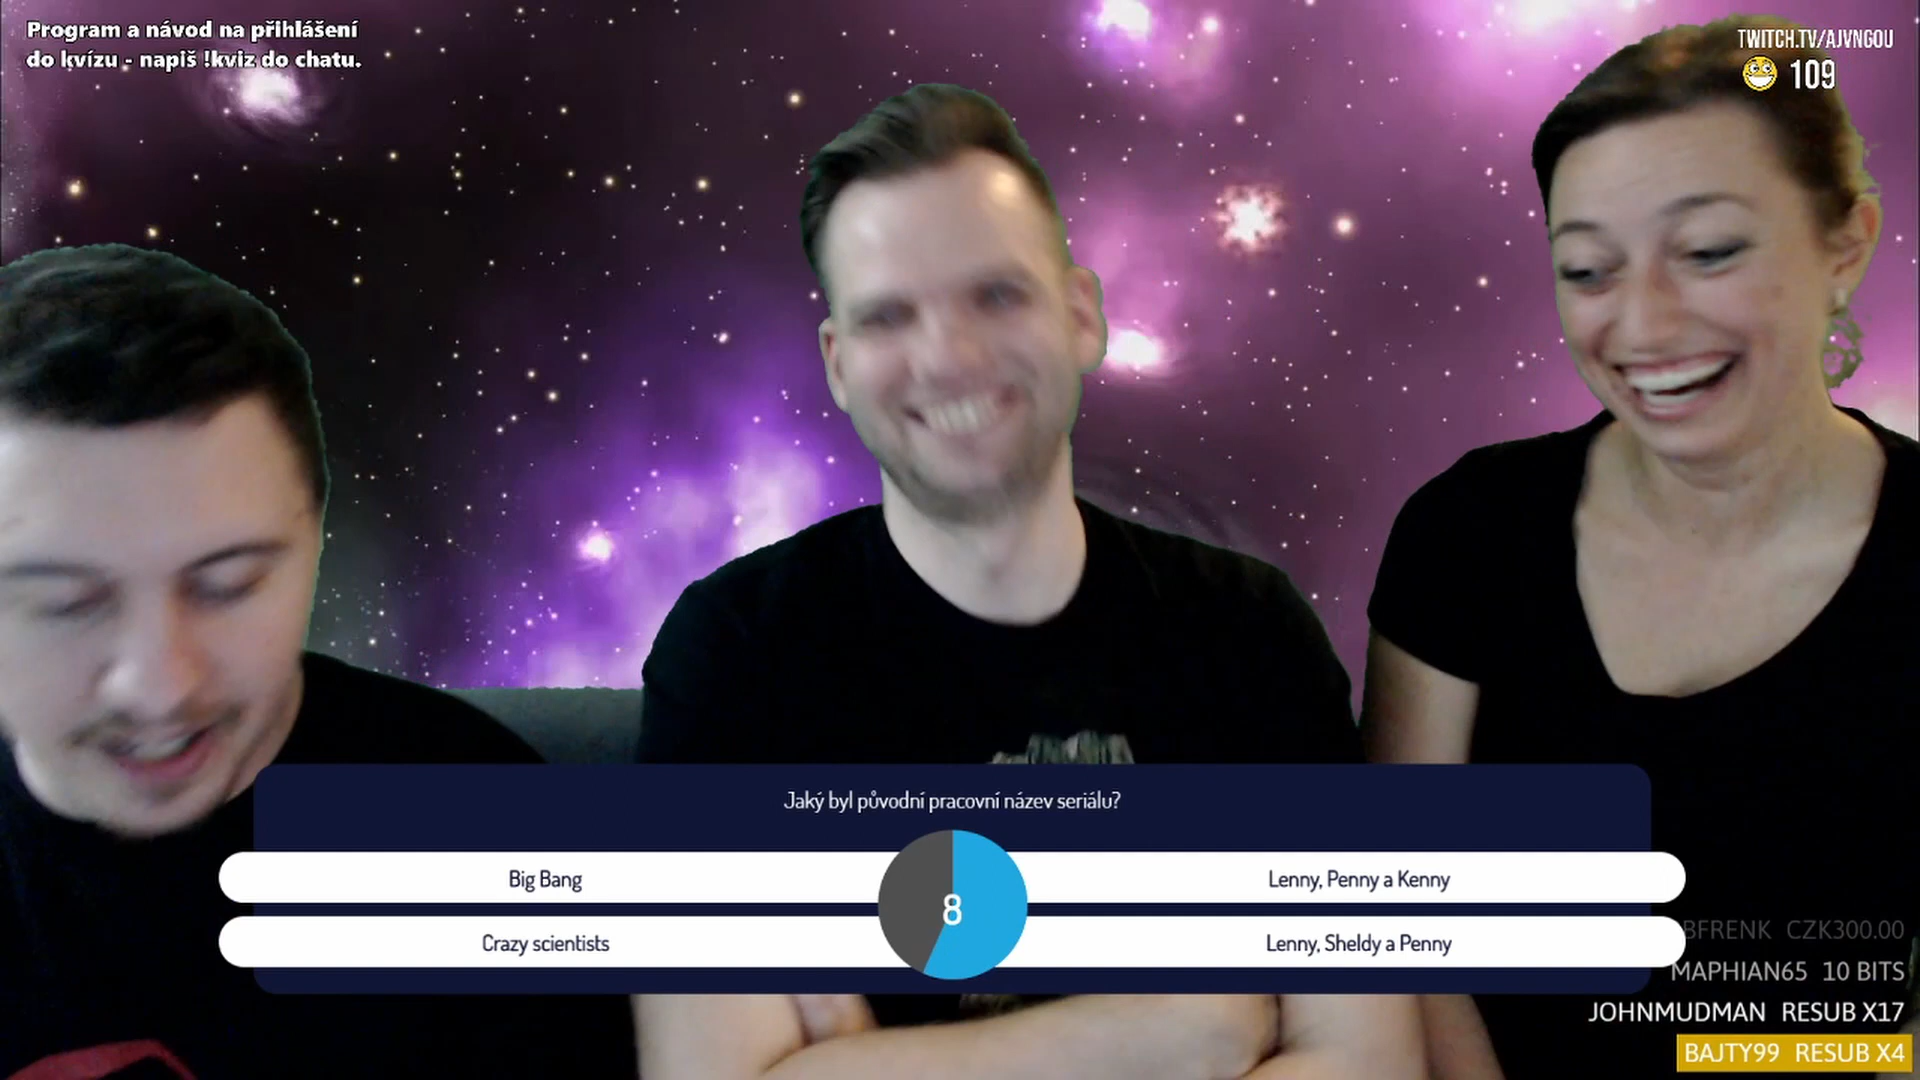 Program a návod na přihlášení
do kvízu - napiš !kviz do chatu.
TWITCH.TV/AJVNGOU
109
Jaký byl původní pracovní název seriálu?
Big Bang
Lenny, Penny a Kenny
8
Crazy scientists
Lenny, Sheldy a Penny
BFRENK CZK300.00
MAPHIAN65 10 BITS
JOHNMUDMAN RESUB X17
BAJTY99 RESUB X4